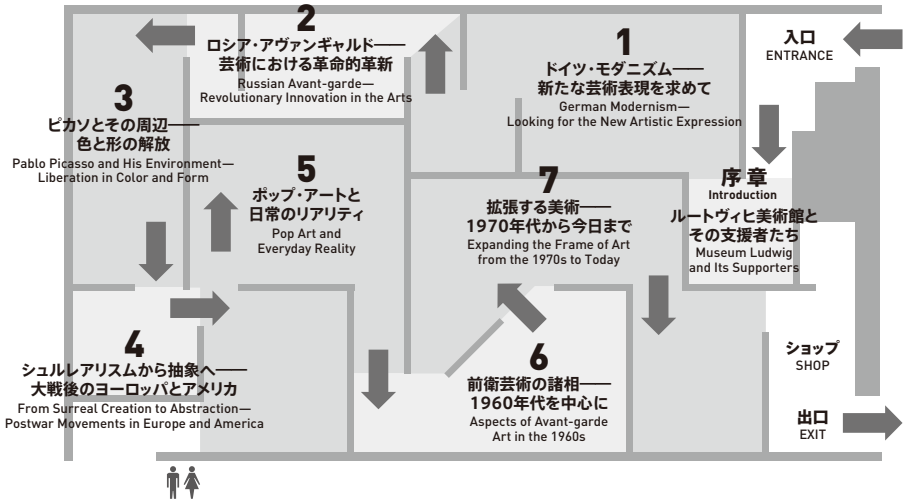 入口
ENTRANCE
序章
Introduction
ルートヴィヒ美術館と
その支援者たち
Museum Ludwig
and Its Supporters
1
ドイツ・モダニズム——
新たな芸術表現を求めて
German Modernism—
Looking for the New Artistic Expression
2
ロシア・アヴァンギャルド——
芸術における革命的革新
Russian Avant-garde—
Revolutionary Innovation in the Arts
3
ピカソとその周辺——
色と形の解放
Pablo Picasso and His Environment—
Liberation in Color and Form
4
シュルレアリスムから抽象へ——
大戦後のヨーロッパとアメリカ
From Surreal Creation to Abstraction—
Postwar Movements in Europe and America
5
ポップ・アートと
日常のリアリティ
Pop Art and
Everyday Reality
6
前衛芸術の諸相——
1960年代を中心に
Aspects of Avant-garde
Art in the 1960s
7
拡張する美術——
1970年代から今日まで
Expanding the Frame of Art
from the 1970s to Today
ショップ
SHOP
出口
EXIT